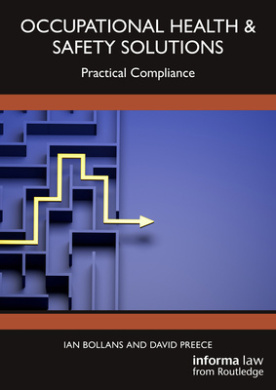 OCCUPATIONAL HEALTH &
SAFETY SOLUTIONS
Practical Compliance
IAN BOLLANS AND DAVID PREECE
informa law
from Routledge